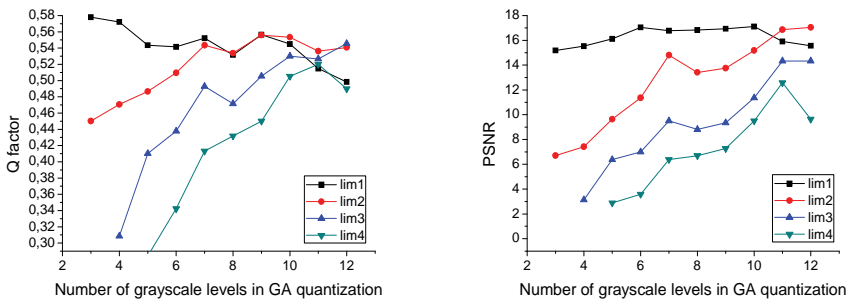 0,58
0,56
0,54
0,52
0,50
0,48
0,46
0,44
0,42
0,40
0,38
0,36
0,34
0,32
0,30
Q factor
2 4 6 8 10 12
Number of grayscale levels in GA quantization
lim1
lim2
lim3
lim4
18
16
14
12
10
8
6
4
2
0
PSNR
2 4 6 8 10 12
Number of grayscale levels in GA quantization
lim1
lim2
lim3
lim4